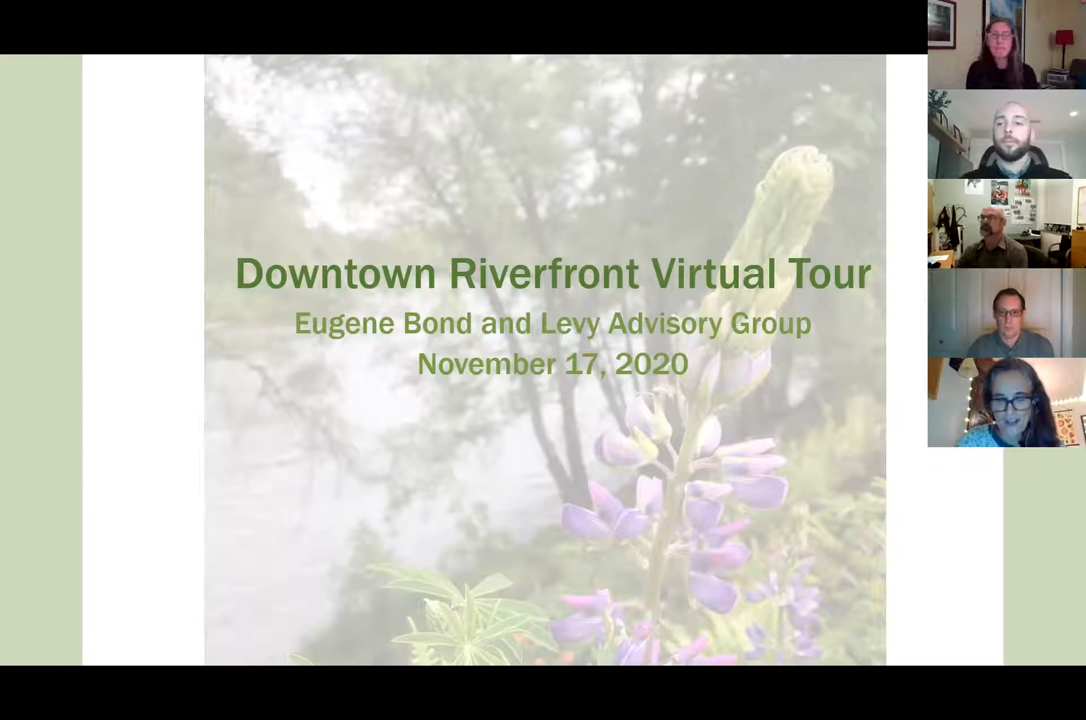 Downtown Riverfront Virtual Tour
Eugene Bond and Levy Advisory Group
November 17, 2020